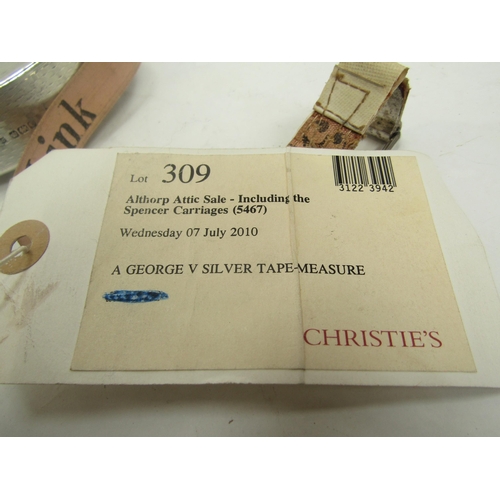 ink
Lot 309
3122 3942
Althorp Attic Sale - Including the
Spencer Carriages (5467)
Wednesday 07 July 2010
A GEORGE V SILVER TAPE-MEASURE
CHRISTIE'S